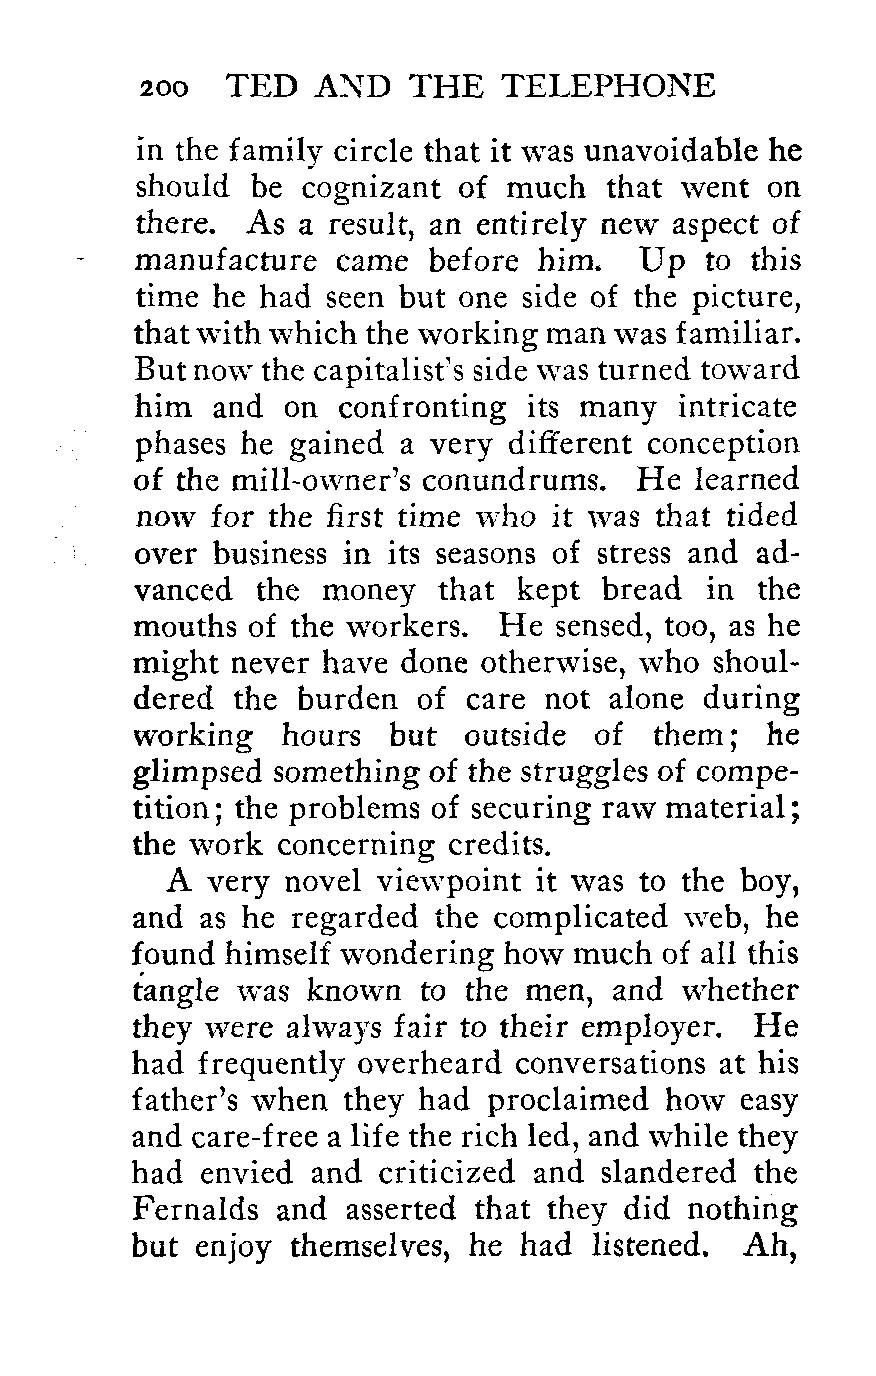 200 TED AND THE TELEPHONE
in the family circle that it was unavoidable he
should be cognizant of much that went on
there. As a result, an entirely new aspect of
manufacture came before him. Up to this
time he had seen but one side of the picture,
that with which the working man was familiar.
But now the capitalist's side was turned toward
him and on confronting its many intricate
phases he gained a very different conception
of the mill-owner's conundrums. He learned
now for the first time who it was that tided
over business in its seasons of stress and ad-
vanced the money that kept bread in the
mouths of the workers. He sensed, too, as he
might never have done otherwise, who shoul-
dered the burden of care not alone during
working hours but outside of them; he
glimpsed something of the struggles of compe-
tition; the problems of securing raw material;
the work concerning credits.
A very novel viewpoint it was to the boy,
and as he regarded the complicated web, he
found himself wondering how much of all this
tangle was known to the men, and whether
they were always fair to their employer. He
had frequently overheard conversations at his
father's when they had proclaimed how easy
and care-free a life the rich led, and while they
had envied and criticized and slandered the
Fernalds and asserted that they did nothing
but enjoy themselves, he had listened. Ah,